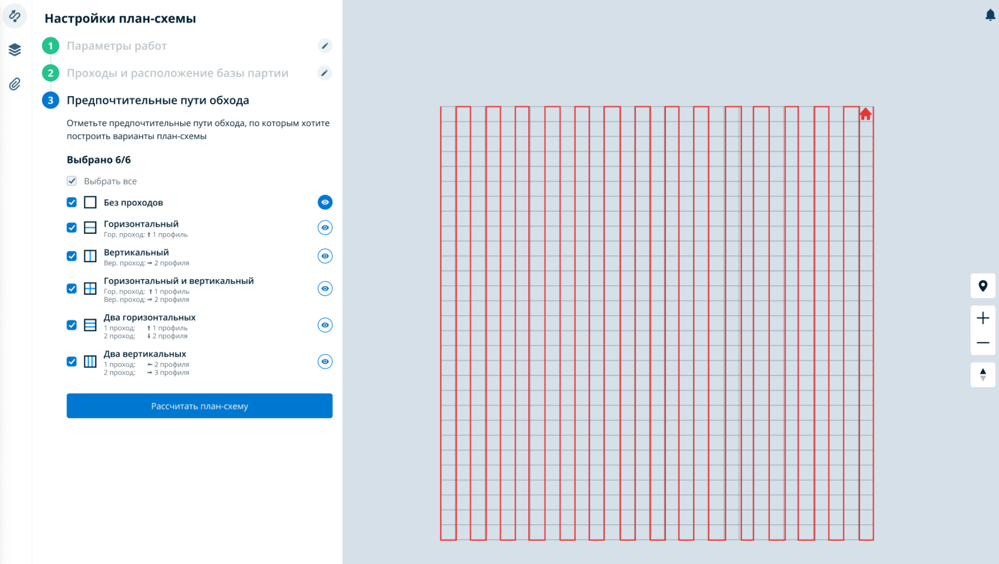 Настройки план-схемы
1 Параметры работ
2 Проходы и расположение базы партии
3 Предпочтительные пути обхода
Отметьте предпочтительные пути обхода, по которым хотите
построить варианты план-схемы
Выбрано 6/6
Выбрать все
Без проходов
Горизонтальный
Гор. проход: ⬆ 1 профиль
Вертикальный
Вер. проход: ➡ 2 профиля
Горизонтальный и вертикальный
Гор. проход: ⬆ 1 профиль
Вер. проход: ➡ 2 профиля
Два горизонтальных
1 проход: ⬆ 1 профиль
2 проход: ⬇ 2 профиля
Два вертикальных
1 проход: ⬅ 2 профиля
2 проход: ➡ 3 профиля
Рассчитать план-схему